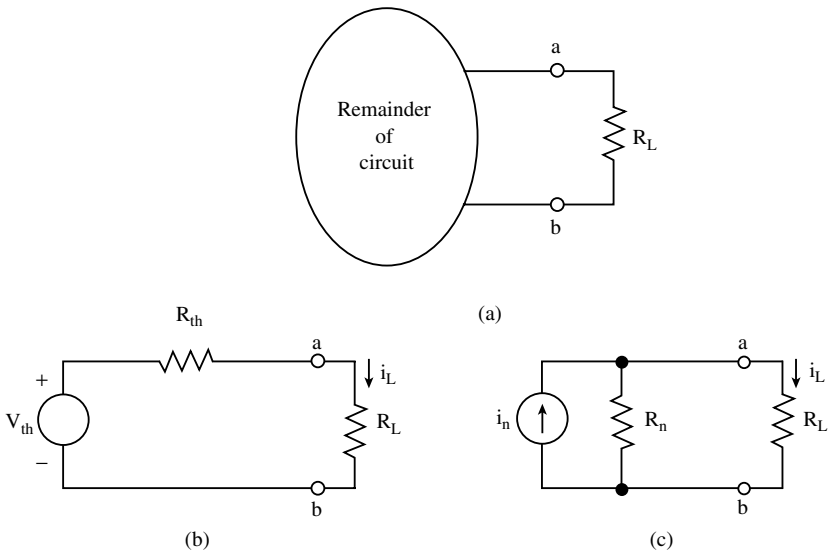 a
Remainder
of
circuit
R_L
b
(a)
R_th
a
i_L
+
V_th
−
R_L
b
(b)
a
i_L
i_n
R_n
R_L
b
(c)